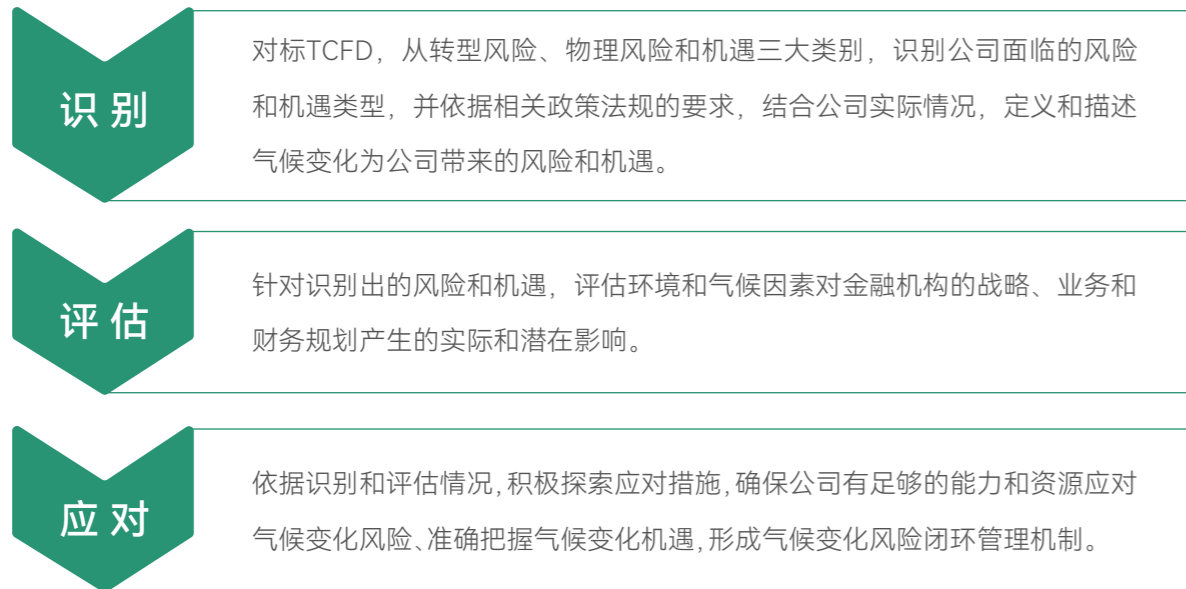 识别
对标TCFD，从转型风险、物理风险和机遇三大类别，识别公司面临的风险
和机遇类型，并依据相关政策法规的要求，结合公司实际情况，定义和描述
气候变化为公司带来的风险和机遇。
评估
针对识别出的风险和机遇，评估环境和气候因素对金融机构的战略、业务和
财务规划产生的实际和潜在影响。
应对
依据识别和评估情况,积极探索应对措施,确保公司有足够的能力和资源应对
气候变化风险、准确把握气候变化机遇,形成气候变化风险闭环管理机制。